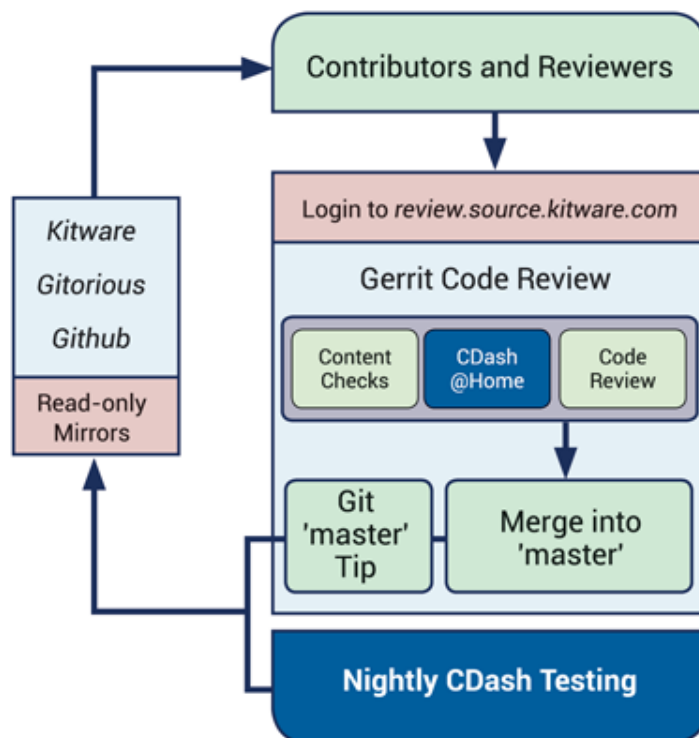 Contributors and Reviewers
Login to review.source.kitware.com
Kitware
Gitorious
Github
Read-only
Mirrors
Gerrit Code Review
Content
Checks
CDash
@Home
Code
Review
Git
'master'
Tip
Merge into
'master'
Nightly CDash Testing